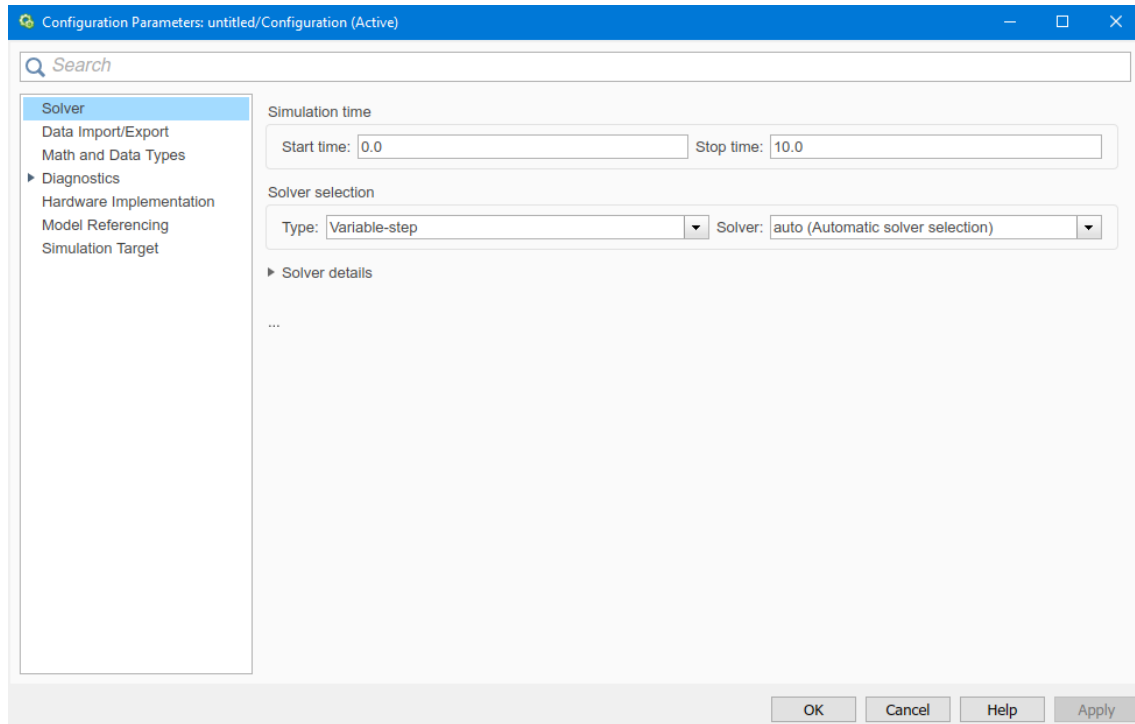 Configuration Parameters: untitled/Configuration (Active)
Search
Solver
Data Import/Export
Math and Data Types
Diagnostics
Hardware Implementation
Model Referencing
Simulation Target
Simulation time
Start time: 0.0 Stop time: 10.0
Solver selection
Type: Variable-step Solver: auto (Automatic solver selection)
Solver details
...
OK Cancel Help Apply